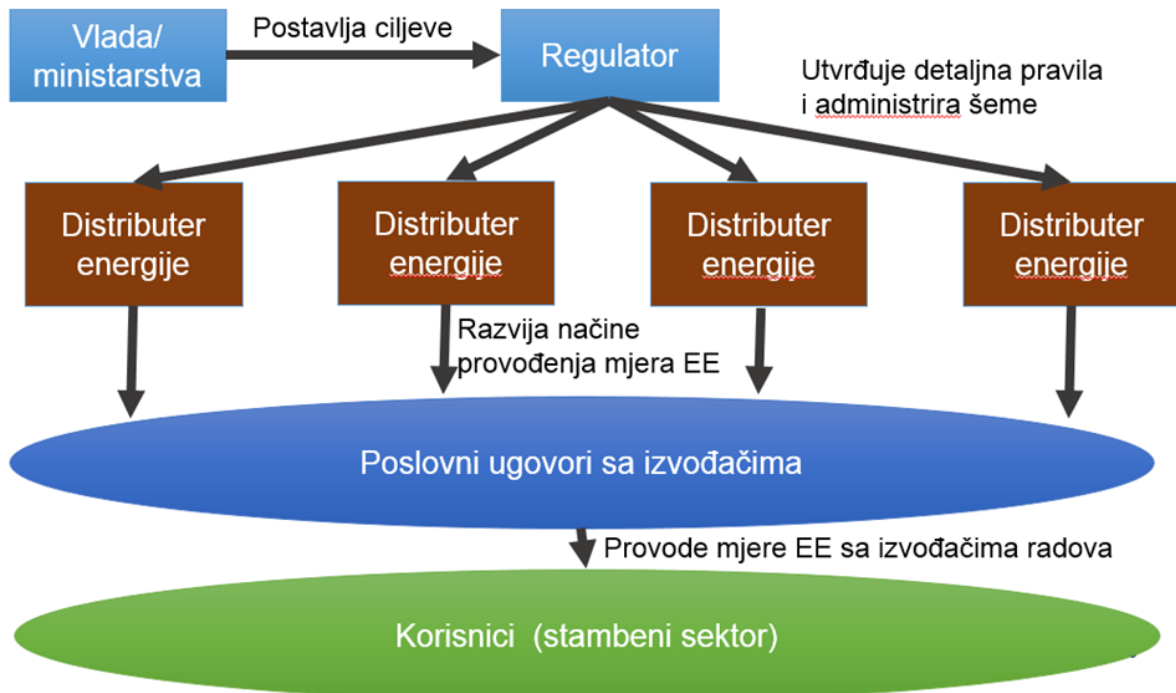 Vlada/
ministarstva
Postavlja ciljeve
Regulator
Utvrđuje detaljna pravila
i administrira šeme
Distributer
energije
Distributer
energije
Distributer
energije
Distributer
energije
Razvija načine
provođenja mjera EE
Poslovni ugovori sa izvođačima
Provode mjere EE sa izvođačima radova
Korisnici (stambeni sektor)